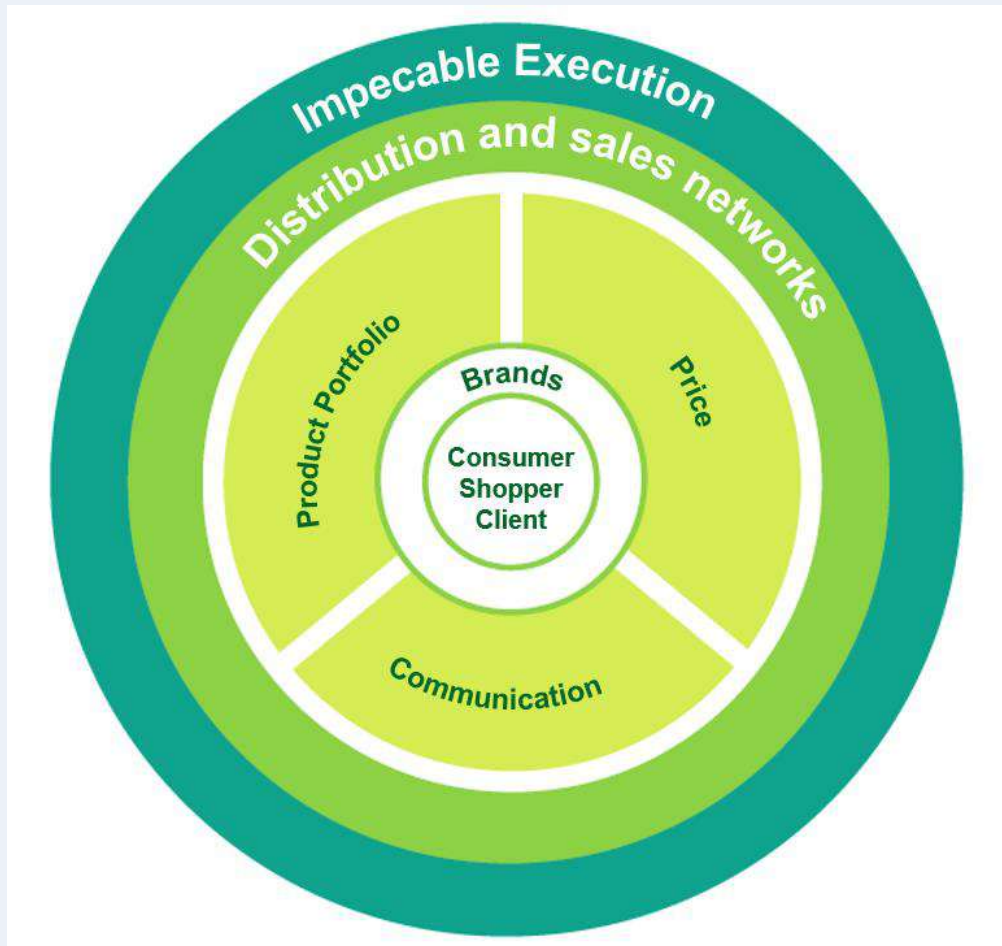 Impecable Execution
Distribution and sales networks
Product Portfolio
Price
Brands
Consumer
Shopper
Client
Communication